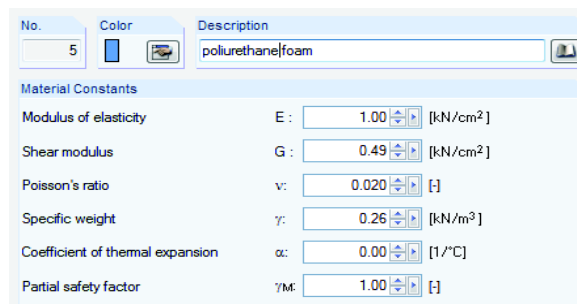 No. Color Description
5 poliurethane|foam
Material Constants
Modulus of elasticity E : 1.00 [kN/cm²]
Shear modulus G : 0.49 [kN/cm²]
Poisson's ratio ν: 0.020 [-]
Specific weight γ: 0.26 [kN/m³]
Coefficient of thermal expansion α: 0.00 [1/°C]
Partial safety factor γM: 1.00 [-]